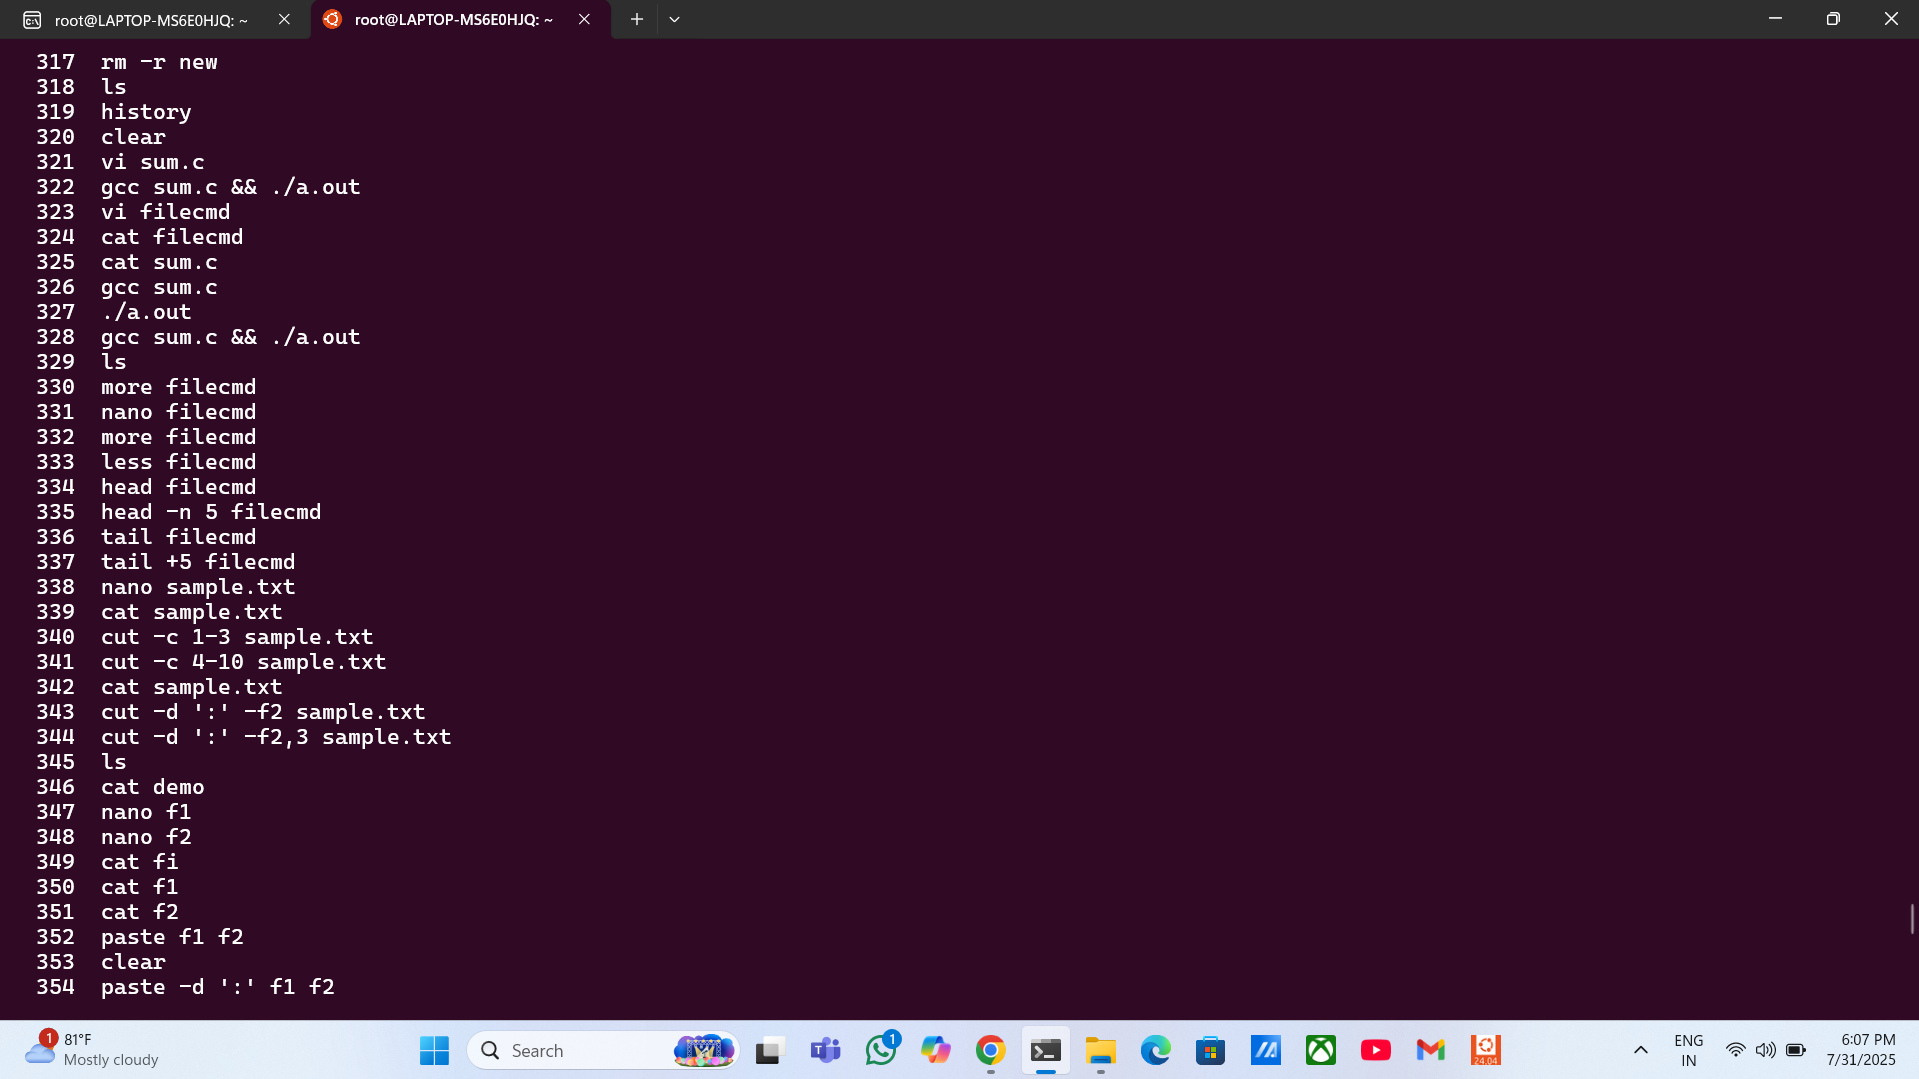 root@LAPTOP-MS6E0HJQ: ~
root@LAPTOP-MS6E0HJQ: ~
317 rm -r new
318 ls
319 history
320 clear
321 vi sum.c
322 gcc sum.c && ./a.out
323 vi filecmd
324 cat filecmd
325 cat sum.c
326 gcc sum.c
327 ./a.out
328 gcc sum.c && ./a.out
329 ls
330 more filecmd
331 nano filecmd
332 more filecmd
333 less filecmd
334 head filecmd
335 head -n 5 filecmd
336 tail filecmd
337 tail +5 filecmd
338 nano sample.txt
339 cat sample.txt
340 cut -c 1-3 sample.txt
341 cut -c 4-10 sample.txt
342 cat sample.txt
343 cut -d ':' -f2 sample.txt
344 cut -d ':' -f2,3 sample.txt
345 ls
346 cat demo
347 nano f1
348 nano f2
349 cat fi
350 cat f1
351 cat f2
352 paste f1 f2
353 clear
354 paste -d ':' f1 f2
1
81°F
Mostly cloudy
Search
1
24.04
ENG
IN
6:07 PM
7/31/2025